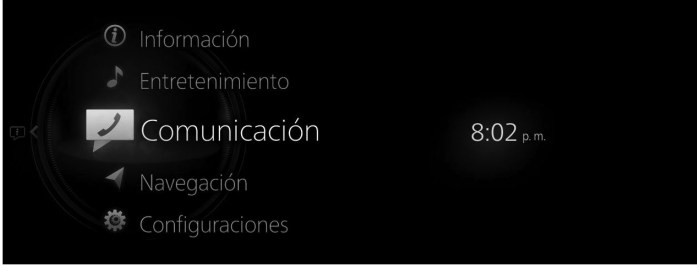 Información
Entretenimiento
Comunicación
8:02 p. m.
Navegación
Configuraciones